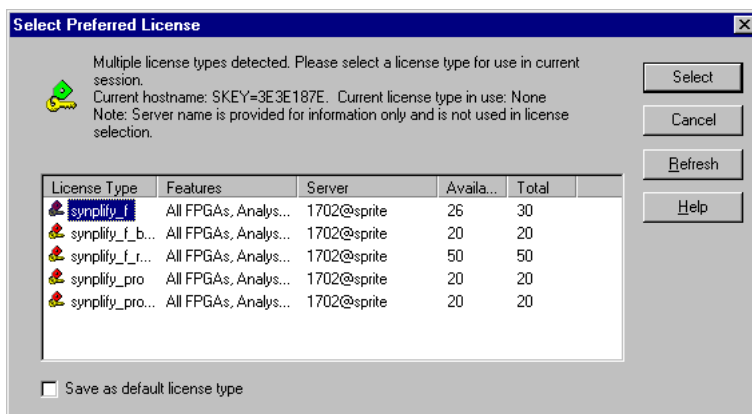 Select Preferred License
Multiple license types detected. Please select a license type for use in current
session.
Current hostname: SKEY=3E3E187E. Current license type in use: None
Note: Server name is provided for information only and is not used in license
selection.
Select
Cancel
Refresh
Help
License Type Features Server Availa... Total
synplify_f All FPGAs, Analys... 1702@sprite 26 30
synplify_f_b... All FPGAs, Analys... 1702@sprite 20 20
synplify_f_r... All FPGAs, Analys... 1702@sprite 50 50
synplify_pro All FPGAs, Analys... 1702@sprite 20 20
synplify_pro... All FPGAs, Analys... 1702@sprite 20 20
Save as default license type